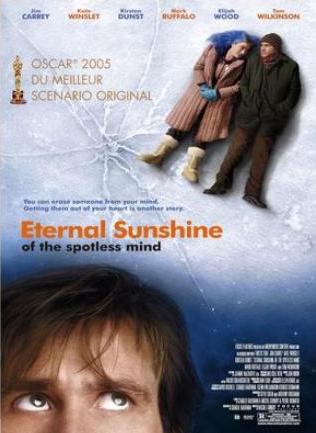 Jim Kate Kirsten Mark Elijah Tom
CARREY WINSLET DUNST RUFFALO WOOD WILKINSON
OSCAR® 2005
DU MEILLEUR
SCENARIO ORIGINAL
You can erase someone from your mind.
Getting them out of your heart is another story.
Eternal Sunshine
of the spotless mind